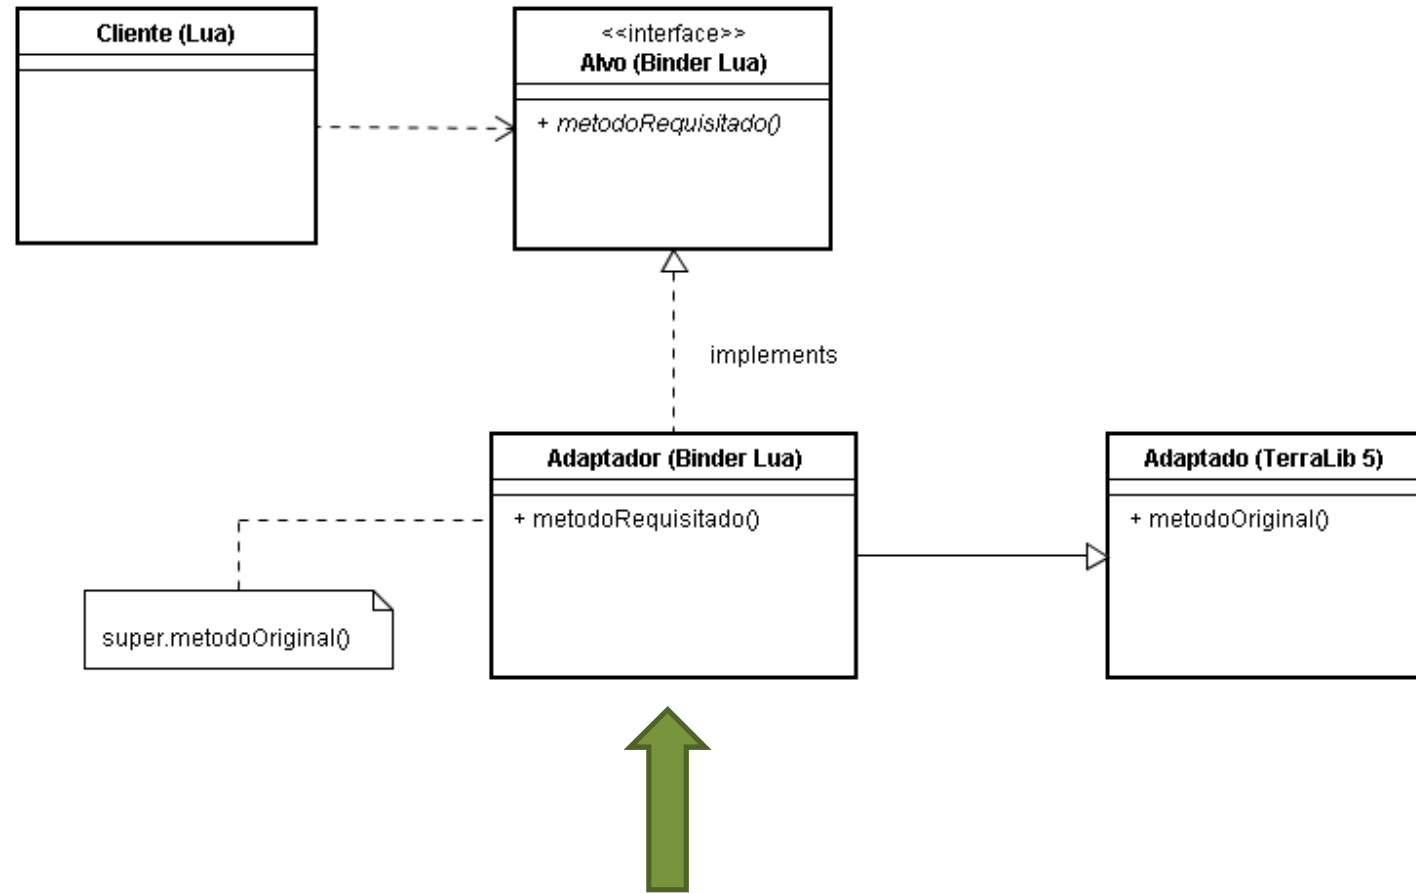 Cliente (Lua)
<<interface>>
Alvo (Binder Lua)
+ metodoRequisitado()
implements
Adaptador (Binder Lua)
+ metodoRequisitado()
Adaptado (TerraLib 5)
+ metodoOriginal()
super.metodoOriginal()